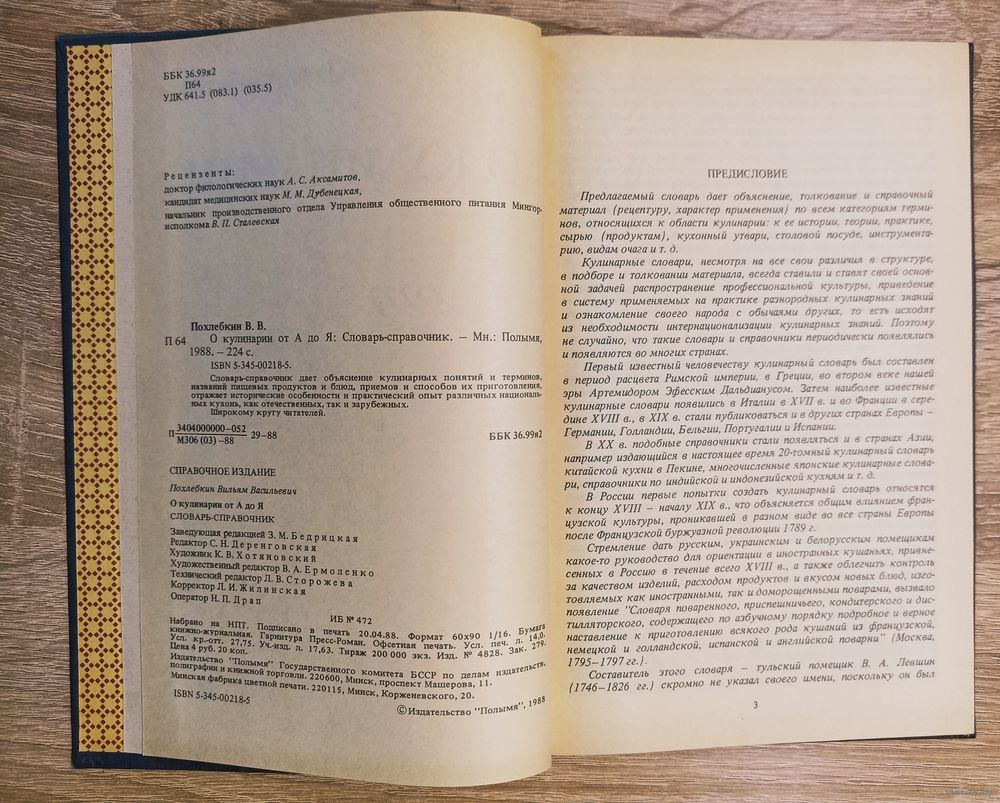 ББК 36.99я2
П64
УДК 641.5 (083.1) (035.5)
Рецензенты:
доктор филологических наук А. С. Аксамитов,
кандидат медицинских наук М. М. Дубенецкая,
начальник производственного отдела Управления общественного питания Мингор-
исполкома В. П. Сталевская
Похлебкин В. В.
П 64 О кулинарии от А до Я: Словарь-справочник. — Мн.: Полымя,
1988. — 224 с.
ISBN 5-345-00218-5.
Словарь-справочник дает объяснение кулинарных понятий и терминов,
названий пищевых продуктов и блюд, приемов и способов их приготовления,
отражает исторические особенности и практический опыт различных националь-
ных кухонь, как отечественных, так и зарубежных.
Широкому кругу читателей.
П 3404000000—052
М306 (03) —88
29—88
ББК 36.99я2
СПРАВОЧНОЕ ИЗДАНИЕ
Похлебкин Вильям Васильевич
О кулинарии от А до Я
СЛОВАРЬ-СПРАВОЧНИК
Заведующая редакцией З. М. Бедрицкая
Редактор С. Н. Деренговская
Художник К. В. Хотяновский
Художественный редактор В. А. Ермоленко
Технический редактор Л. В. Сторожева
Корректор Л. И. Жилинская
Оператор Н. П. Драп
ИБ № 472
Набрано на НПТ. Подписано в печать 20.04.88. Формат 60х90 1/16. Бумага
книжно-журнальная. Гарнитура Пресс-Роман. Офсетная печать. Усл. печ. л. 14,0.
Усл. кр.-отт. 27,75. Уч.-изд. л. 17,63. Тираж 200 000 экз. Изд. № 4828. Зак. 279.
Цена 4 руб. 20 коп.
Издательство "Полымя" Государственного комитета БССР по делам издательств,
полиграфии и книжной торговли. 220600, Минск, проспект Машерова, 11.
Минская фабрика цветной печати. 220115, Минск, Корженевского, 20.
ISBN 5-345-00218-5
©Издательство "Полымя", 1988
ПРЕДИСЛОВИЕ
Предлагаемый словарь дает объяснение, толкование и справочный
материал (рецептуру, характер применения) по всем категориям терми-
нов, относящихся к области кулинарии: к ее истории, теории, практике,
сырью (продуктам), кухонный утвари, столовой посуде, инструмента-
рию, видам очага и т. д.
Кулинарные словари, несмотря на все свои различия в структуре,
в подборе и толковании материала, всегда ставили и ставят своей основ-
ной задачей распространение профессиональной культуры, приведение
в систему применяемых на практике разнородных кулинарных знаний
и ознакомление своего народа с обычаями других, то есть исходят
из необходимости интернационализации кулинарных знаний. Поэтому
не случайно, что такие словари и справочники периодически появлялись
и появляются во многих странах.
Первый известный человечеству кулинарный словарь был составлен
в период расцвета Римской империи, в Греции, во втором веке нашей
эры Артемидором Эфесским Дальдианусом. Затем наиболее известные
кулинарные словари появились в Италии в XVII в. и во Франции в сере-
дине XVIII в., в XIX в. стали публиковаться и в других странах Европы —
Германии, Голландии, Бельгии, Португалии и Испании.
В XX в. подобные справочники стали появляться и в странах Азии,
например издающийся в настоящее время 20-томный кулинарный словарь
китайской кухни в Пекине, многочисленные японские кулинарные слова-
ри, справочники по индийской и индонезийской кухням и т. д.
В России первые попытки создать кулинарный словарь относятся
к концу XVIII — началу XIX в., что объясняется общим влиянием фран-
цузской культуры, проникавшей в разном виде во все страны Европы
после Французской буржуазной революции 1789 г.
Стремление дать русским, украинским и белорусским помещикам
какое-то руководство для ориентации в иностранных кушаньях, привне-
сенных в Россию в течение всего XVIII в., а также облегчить контроль
за качеством изделий, расходом продуктов и вкусом новых блюд, изго-
товляемых как иностранными, так и доморощенными поварами, вызвало
появление "Словаря поваренного, приспешничьего, кондитерского и дис-
тилляторского, содержащего по азбучному порядку подробное и верное
наставление к приготовлению всякого рода кушаний из французской,
немецкой и голландской, испанской и английской поварни" (Москва,
1795—1797 гг.).
Составитель этого словаря — тульский помещик В. А. Левшин
(1746—1826 гг.) скромно не указал своего имени, поскольку он был
3